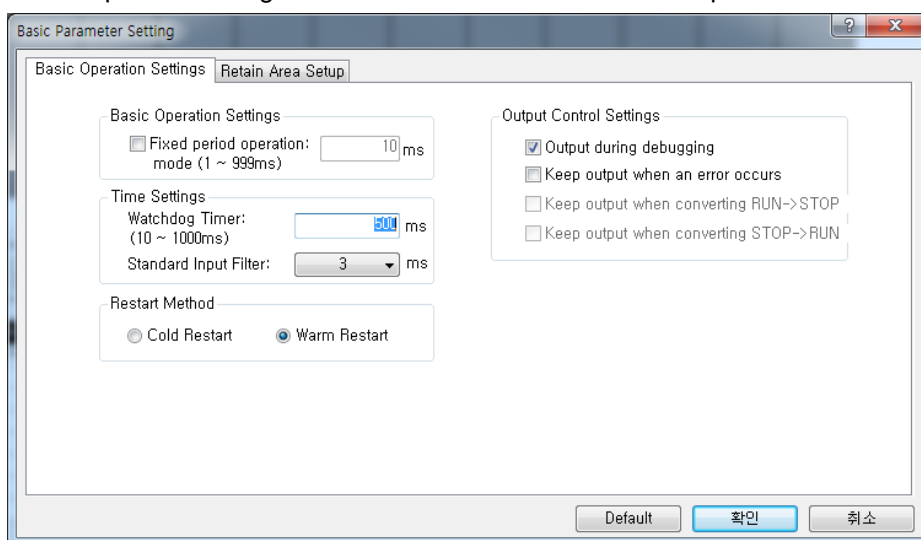 Basic Parameter Setting
Basic Operation Settings
Retain Area Setup
Basic Operation Settings
Fixed period operation: 10 ms
mode (1 ~ 999ms)
Time Settings
Watchdog Timer: 500 ms
(10 ~ 1000ms)
Standard Input Filter: 3 ms
Restart Method
Cold Restart Warm Restart
Output Control Settings
Output during debugging
Keep output when an error occurs
Keep output when converting RUN->STOP
Keep output when converting STOP->RUN
Default 확인 취소